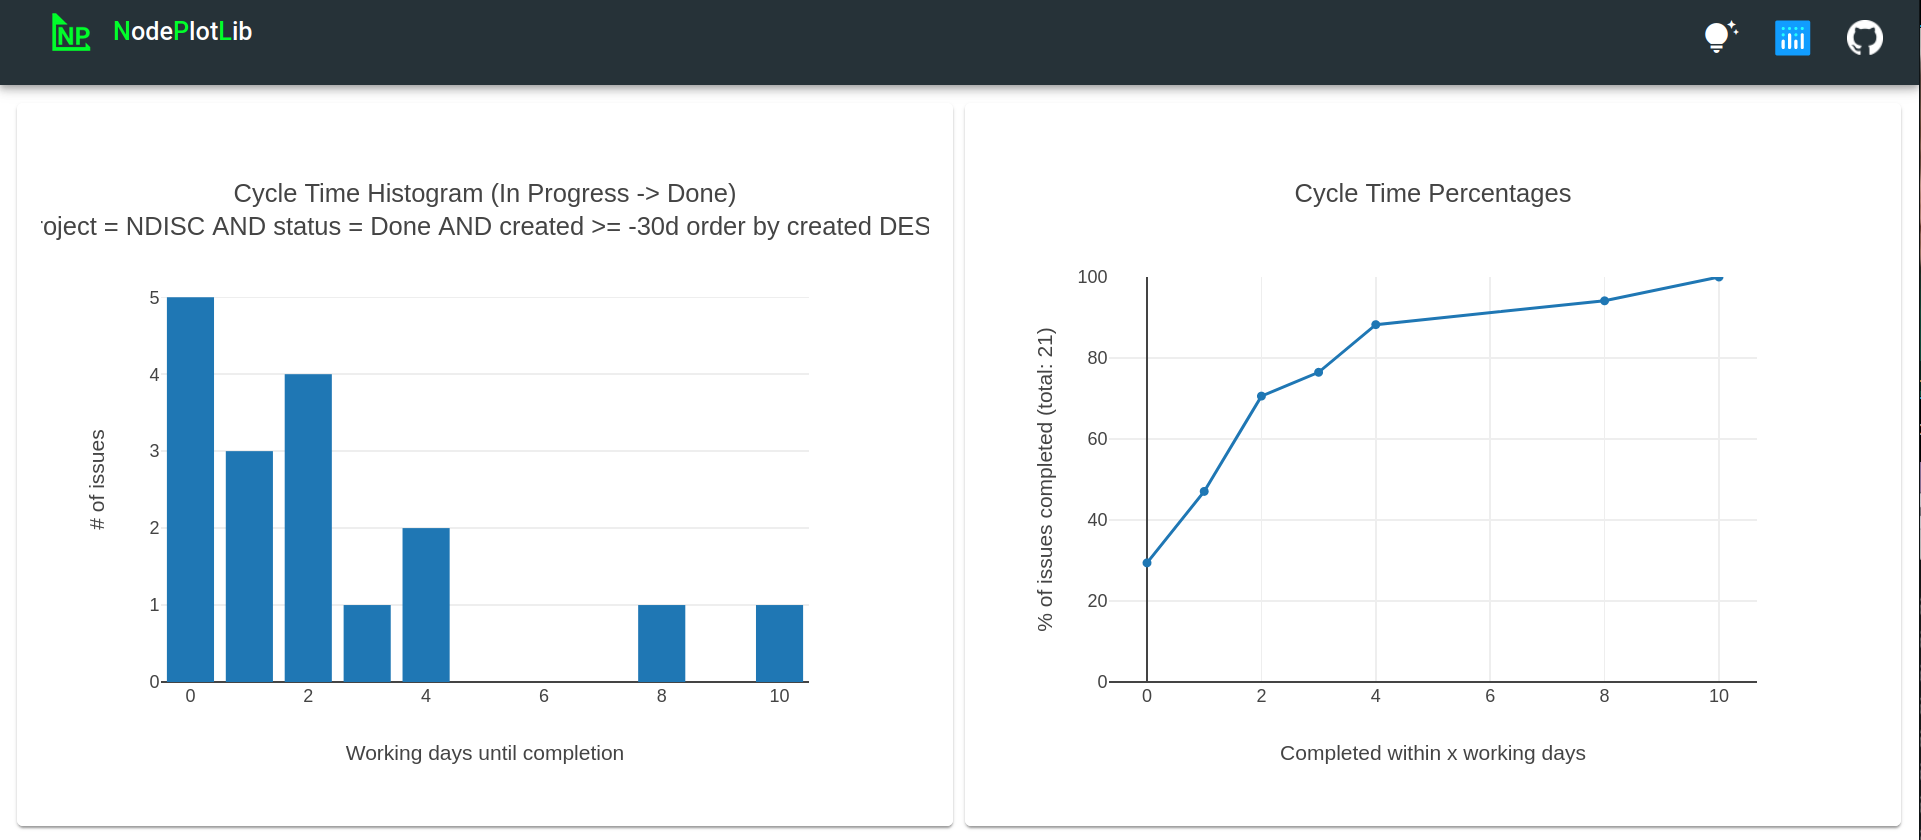 NP
NodePlotLib
Cycle Time Histogram (In Progress -> Done)
oject = NDISC AND status = Done AND created >= -30d order by created DES
# of issues
5
4
3
2
1
0
0 2 4 6 8 10
Working days until completion
Cycle Time Percentages
% of issues completed (total: 21)
100
80
60
40
20
0
0 2 4 6 8 10
Completed within x working days